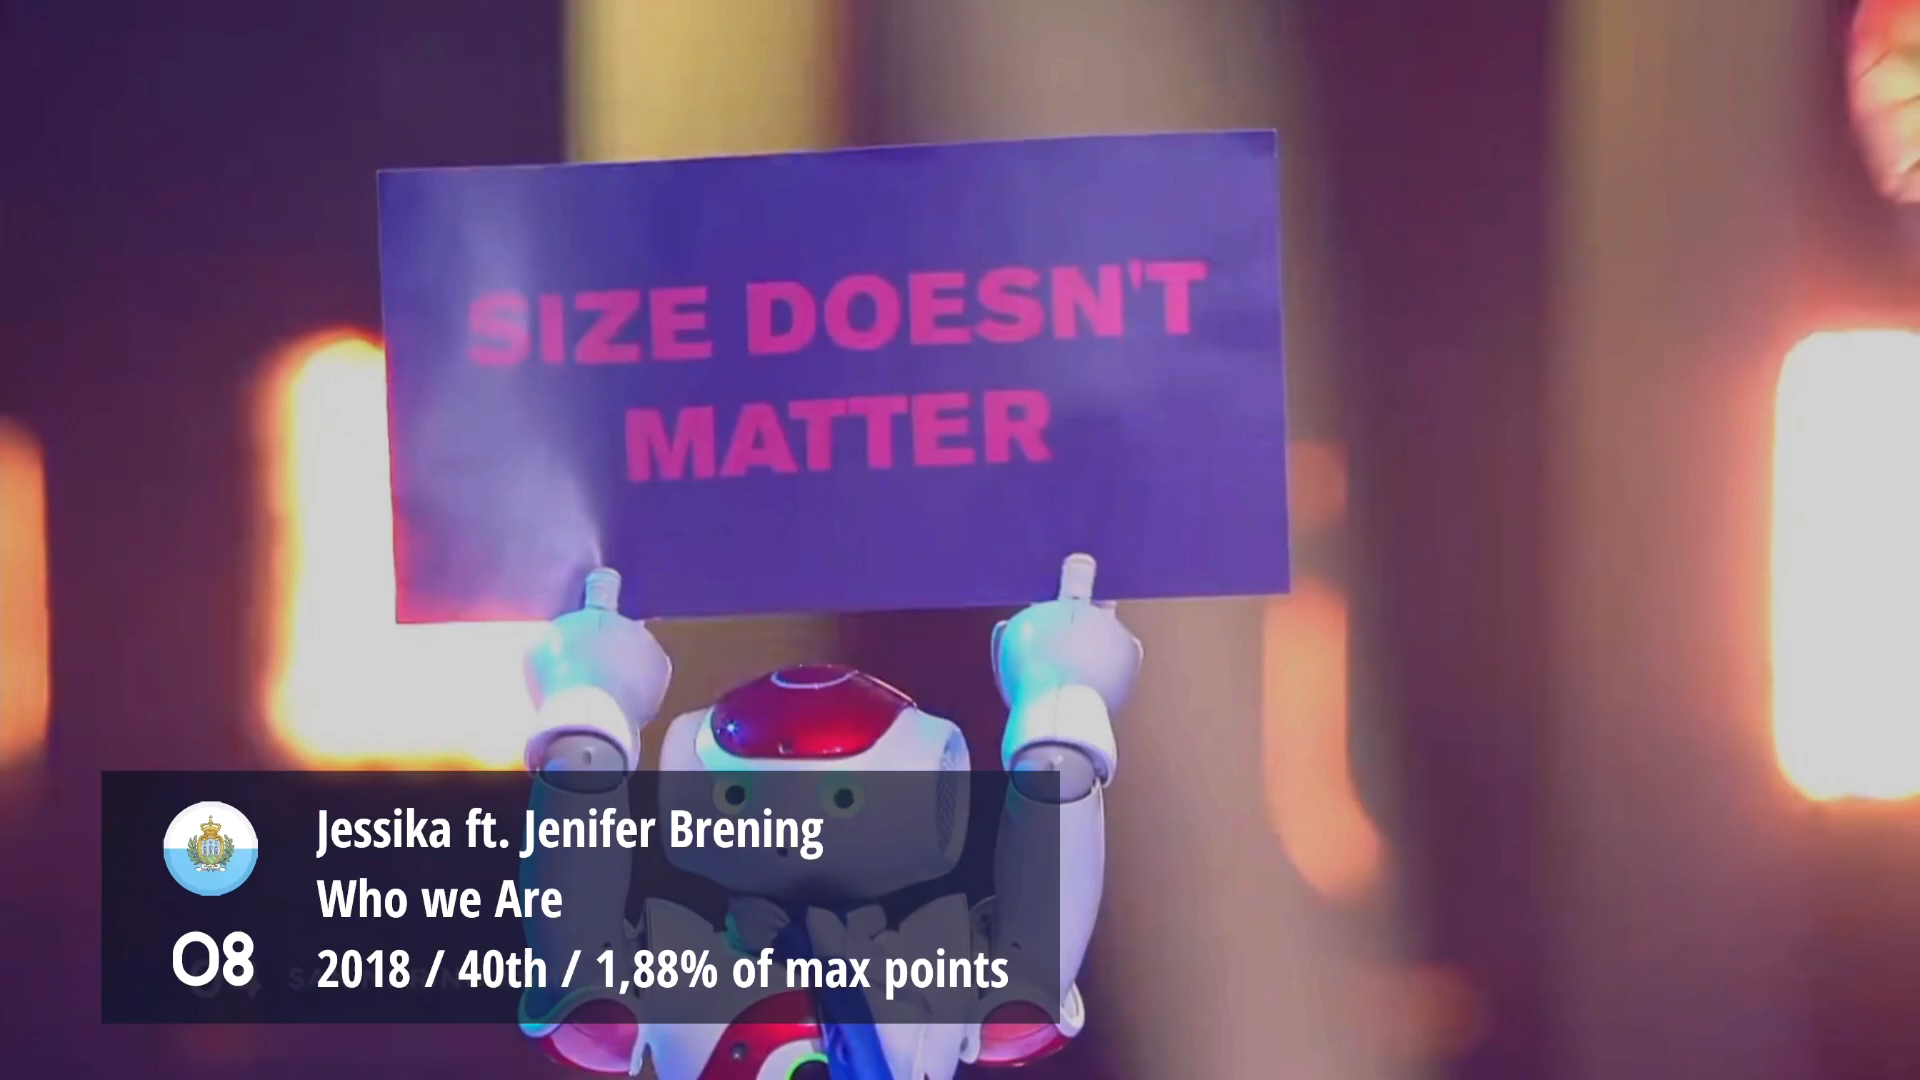 SIZE DOESN'T
MATTER
Jessika ft. Jenifer Brening
Who we Are
08
2018 / 40th / 1,88% of max points